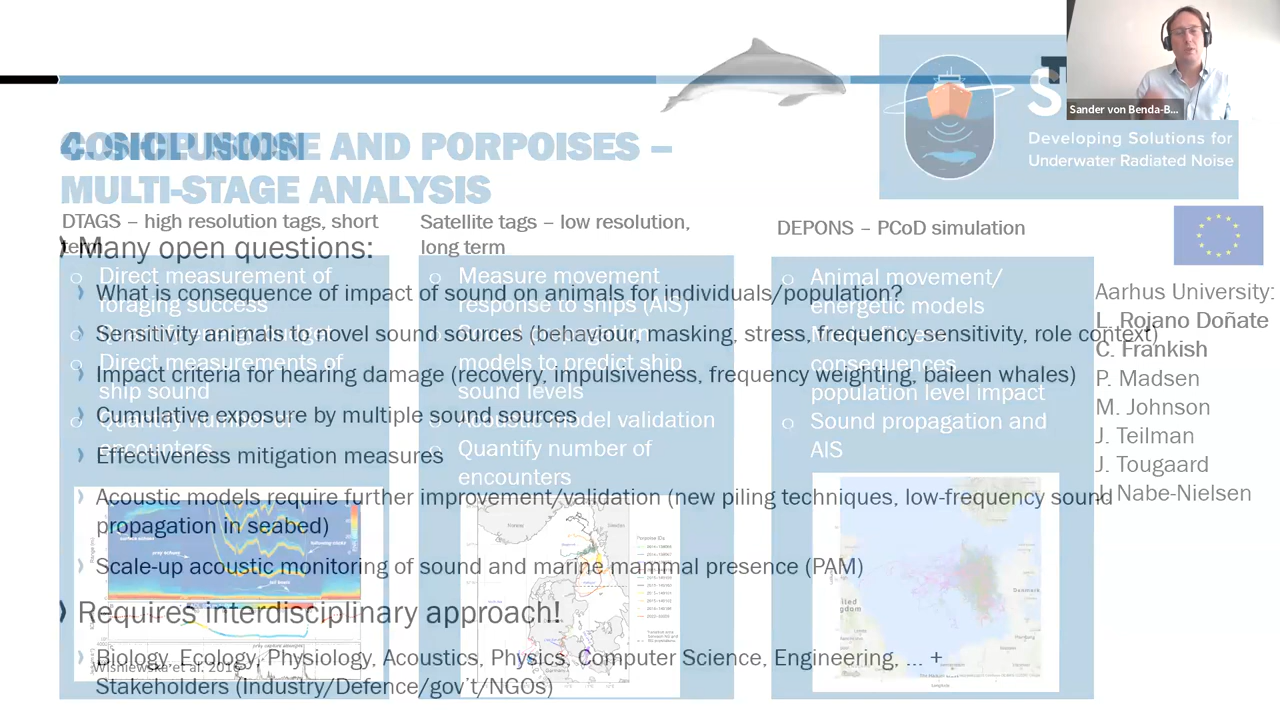 Sander von Benda-B...
4. SHIP NOISE AND PORPOISES –
MULTI-STAGE ANALYSIS
CONCLUSION
Developing Solutions for
Underwater Radiated Noise
DTAGS – high resolution tags, short
term
Satellite tags – low resolution,
long term
DEPONS – PCoD simulation
Direct measurement of
foraging success
Direct measurements of
ship sound
Quantify number of
encounters
Measure movement
response to ships (AIS)
models to predict ship
sound levels
Acoustic model validation
Quantify number of
encounters
Animal movement/
energetic models
consequences
population level impact
Sound propagation and
AIS
Aarhus University:
L. Rojano Doñate
C. Frankish
P. Madsen
M. Johnson
J. Teilman
J. Tougaard
J. Nabe-Nielsen
Many open questions:
What is consequence of impact of sound on animals for individuals/population?
Sensitivity animals to novel sound sources (behaviour, masking, stress, frequency sensitivity, role context)
Impact criteria for hearing damage (recovery, impulsiveness, frequency weighting, baleen whales)
Cumulative exposure by multiple sound sources
Effectiveness mitigation measures
Acoustic models require further improvement/validation (new piling techniques, low-frequency sound
propagation in seabed)
Scale-up acoustic monitoring of sound and marine mammal presence (PAM)
Requires interdisciplinary approach!
Biology, Ecology, Physiology, Acoustics, Physics, Computer Science, Engineering, ... +
Stakeholders (Industry/Defence/gov't/NGOs)
Wisniewska et al. 2016
Denmark